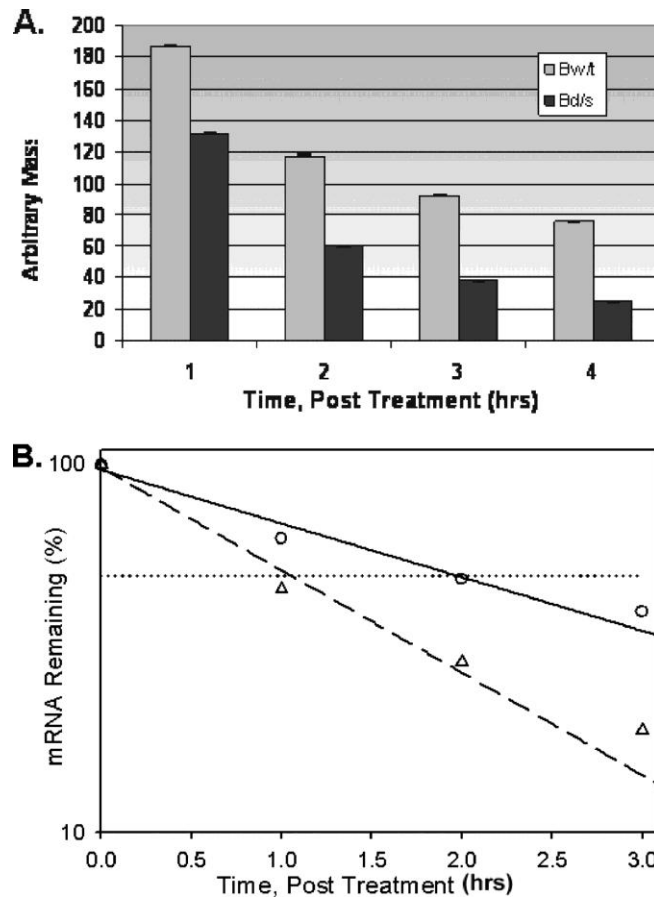 A.
Arbitrary Mass
200
180
160
140
120
100
80
60
40
20
0
Bw/t
Bd/s
1 2 3 4
Time, Post Treatment (hrs)
B.
mRNA Remaining (%)
100
10
0.0 0.5 1.0 1.5 2.0 2.5 3.0
Time, Post Treatment (hrs)